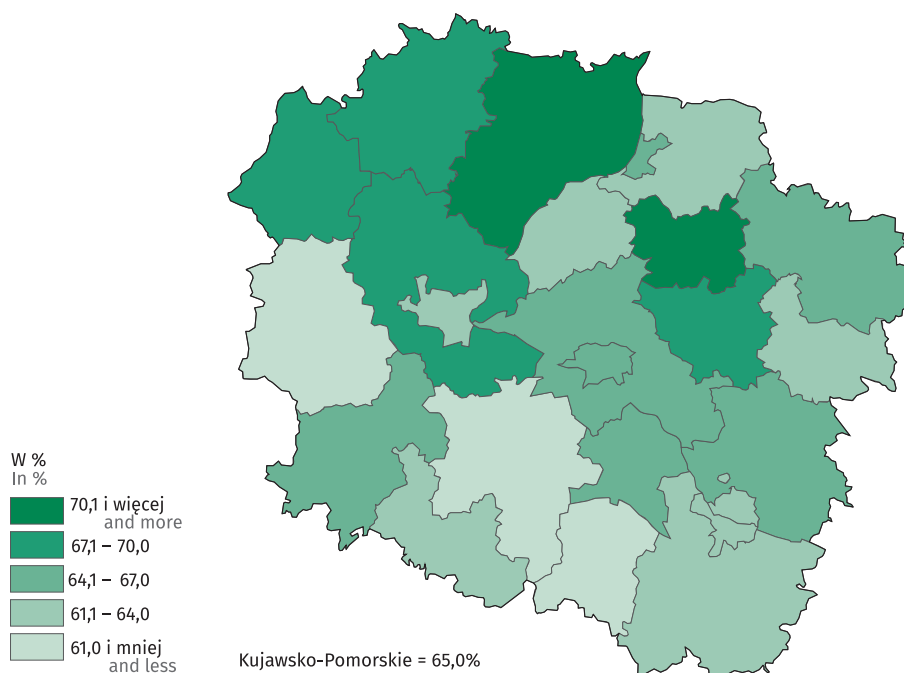 W %
In %
70,1 i więcej
and more
67,1 – 70,0
64,1 – 67,0
61,1 – 64,0
61,0 i mniej
and less
Kujawsko-Pomorskie = 65,0%